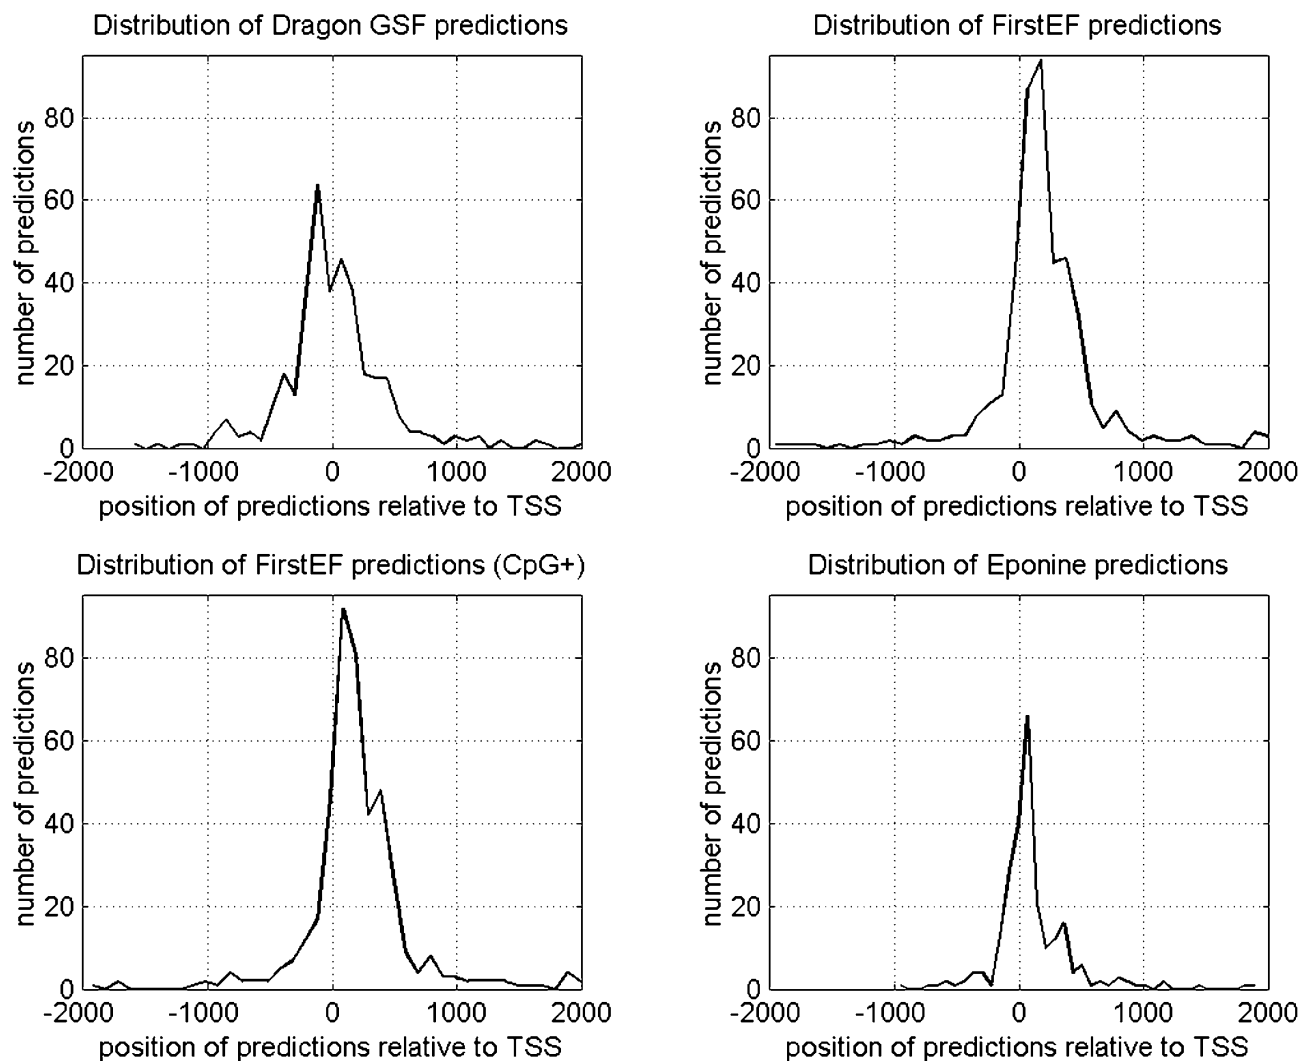 Distribution of Dragon GSF predictions
number of predictions
80
60
40
20
0
-2000 -1000 0 1000 2000
position of predictions relative to TSS
Distribution of FirstEF predictions
number of predictions
80
60
40
20
0
-2000 -1000 0 1000 2000
position of predictions relative to TSS
Distribution of FirstEF predictions (CpG+)
number of predictions
80
60
40
20
0
-2000 -1000 0 1000 2000
position of predictions relative to TSS
Distribution of Eponine predictions
number of predictions
80
60
40
20
0
-2000 -1000 0 1000 2000
position of predictions relative to TSS